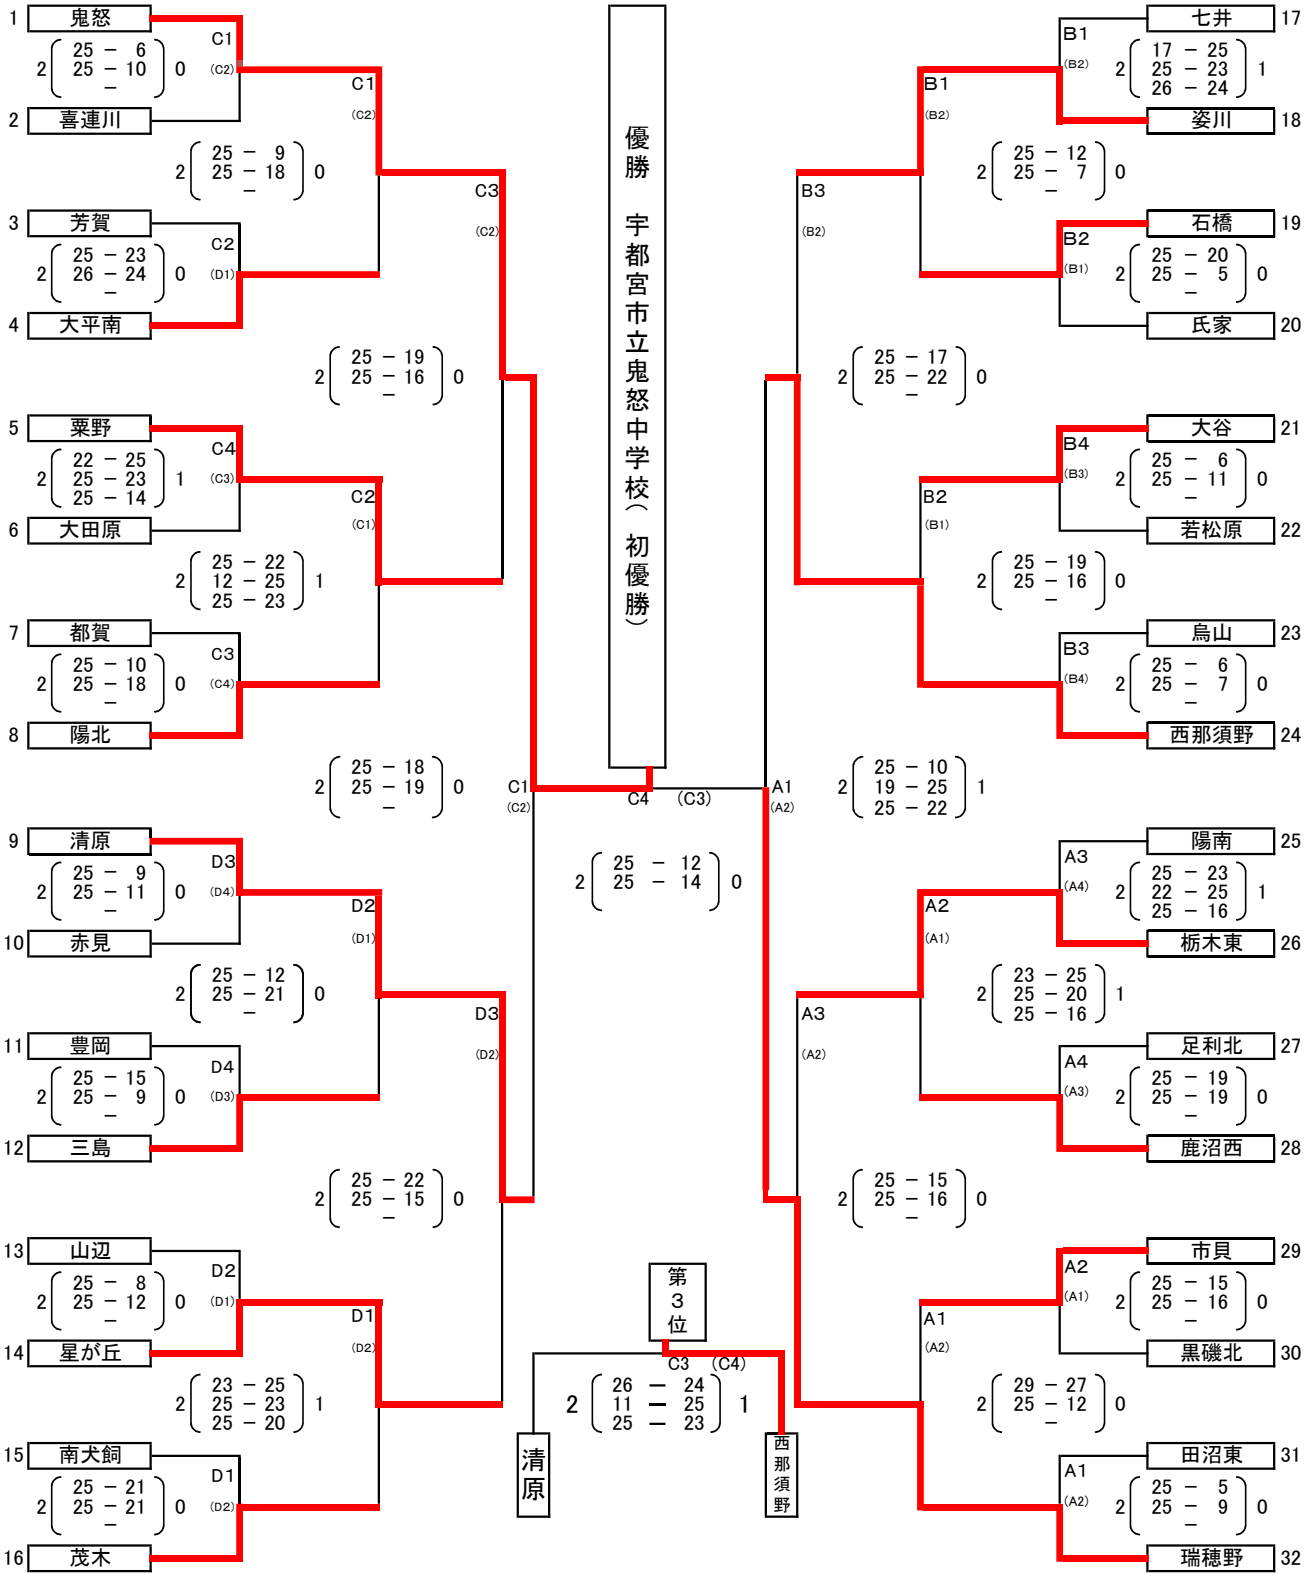 1 鬼怒
C1
2 25 － 6 0
25 － 10
－
(C2)
2 喜連川
C1
(C2)
2 25 － 9 0
25 － 18
－
3 芳賀
C2
2 25 － 23 0
26 － 24
－
(D1)
4 大平南
C3
(C2)
2 25 － 19 0
25 － 16
－
5 粟野
C4
2 22 － 25 1
25 － 23
25 － 14
(C3)
6 大田原
C2
(C1)
2 25 － 22 1
12 － 25
25 － 23
7 都賀
C3
2 25 － 10 0
25 － 18
－
(C4)
8 陽北
2 25 － 18 0
25 － 19
－
C1
(C2)
9 清原
D3
2 25 － 9 0
25 － 11
－
(D4)
10 赤見
D2
(D1)
2 25 － 12 0
25 － 21
－
11 豊岡
D4
2 25 － 15 0
25 － 9
－
(D3)
12 三島
D3
(D2)
2 25 － 22 0
25 － 15
－
13 山辺
D2
2 25 － 8 0
25 － 12
－
(D1)
14 星が丘
D1
(D2)
2 23 － 25 1
25 － 23
25 － 20
15 南犬飼
D1
2 25 － 21 0
25 － 21
－
(D2)
16 茂木
優勝 宇都宮市立鬼怒中学校（初優勝）
C4 (C3)
2 25 － 12 0
25 － 14
第3位
C3 (C4)
2 26 － 24 1
11 － 25
25 － 23
清原
西那須野
七井 17
B1
2 17 － 25 1
25 － 23
26 － 24
(B2)
姿川 18
B1
(B2)
2 25 － 12 0
25 － 7
－
石橋 19
B2
2 25 － 20 0
25 － 5
－
(B1)
氏家 20
B3
(B2)
2 25 － 17 0
25 － 22
－
大谷 21
B4
2 25 － 6 0
25 － 11
－
(B3)
若松原 22
B2
(B1)
2 25 － 19 0
25 － 16
－
烏山 23
B3
2 25 － 6 0
25 － 7
－
(B4)
西那須野 24
A1
(A2)
2 25 － 10 1
19 － 25
25 － 22
陽南 25
A3
2 25 － 23 1
22 － 25
25 － 16
(A4)
栃木東 26
A2
(A1)
2 23 － 25 1
25 － 20
25 － 16
足利北 27
A4
2 25 － 19 0
25 － 19
－
(A3)
鹿沼西 28
A3
(A2)
2 25 － 15 0
25 － 16
－
市貝 29
A2
2 25 － 15 0
25 － 16
－
(A1)
黒磯北 30
A1
(A2)
2 29 － 27 0
25 － 12
－
田沼東 31
A1
2 25 － 5 0
25 － 9
－
(A2)
瑞穂野 32